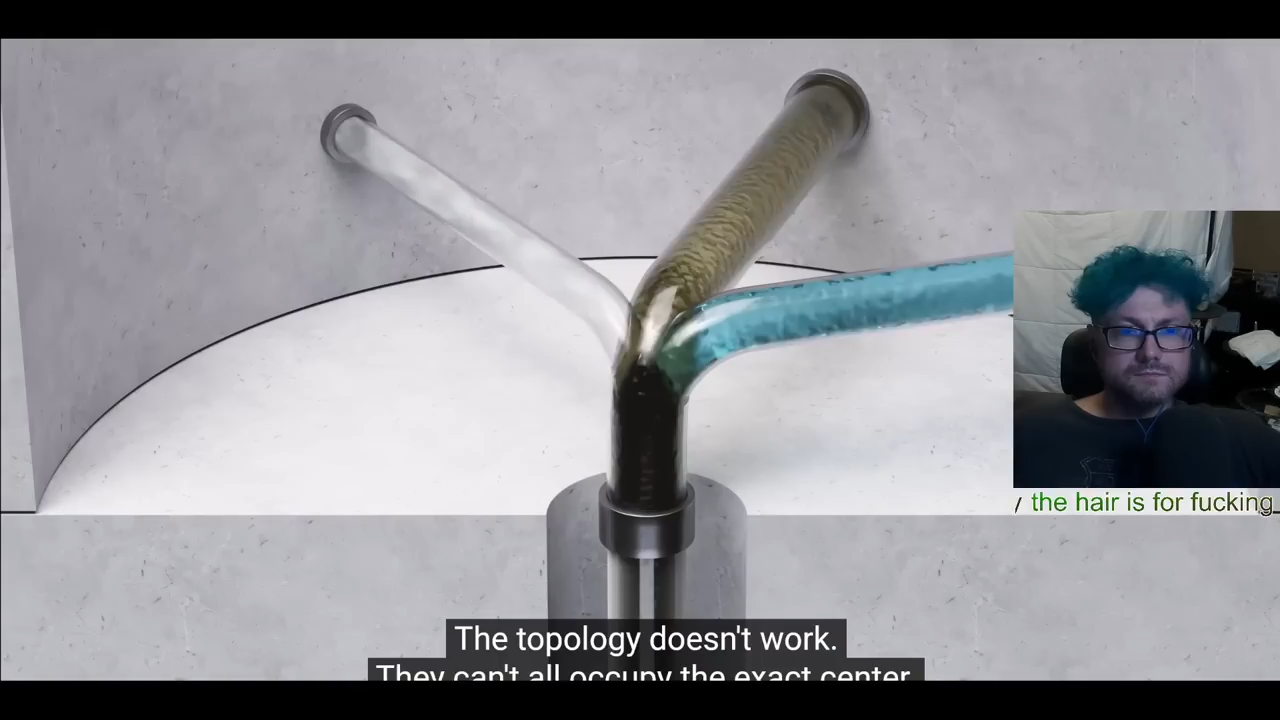 y the hair is for fucking
The topology doesn't work.
They can't all occupy the exact center